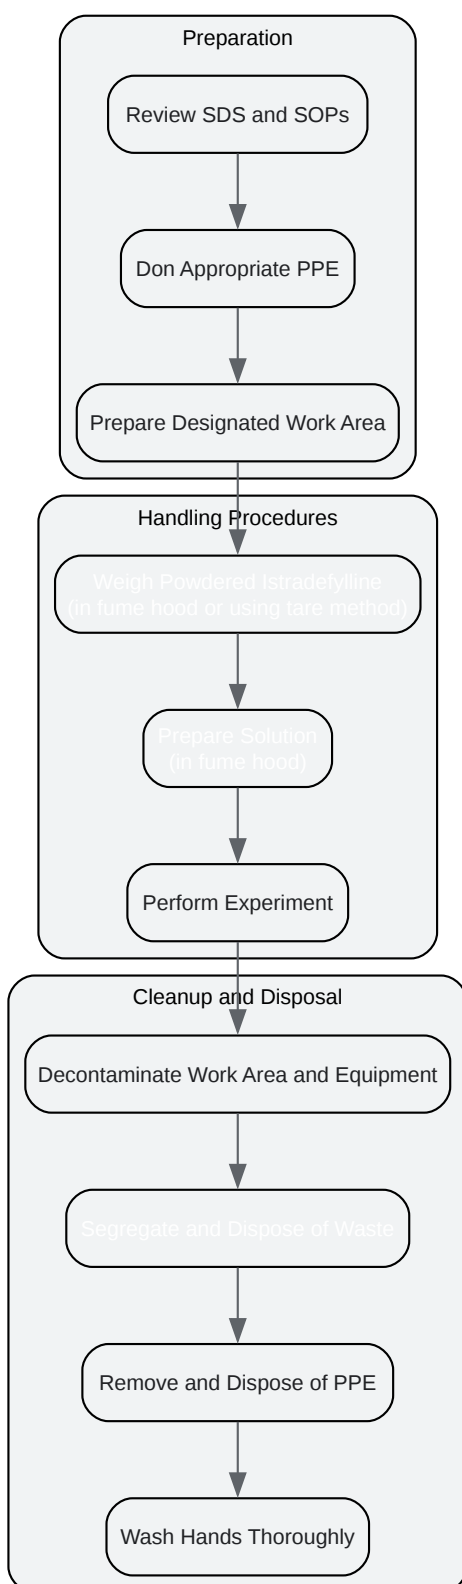 Preparation
Review SDS and SOPs
Don Appropriate PPE
Prepare Designated Work Area
Handling Procedures
Weigh Powdered Istradefylline
(in fume hood or using tare method)
Prepare Solution
(in fume hood)
Perform Experiment
Cleanup and Disposal
Decontaminate Work Area and Equipment
Segregate and Dispose of Waste
Remove and Dispose of PPE
Wash Hands Thoroughly